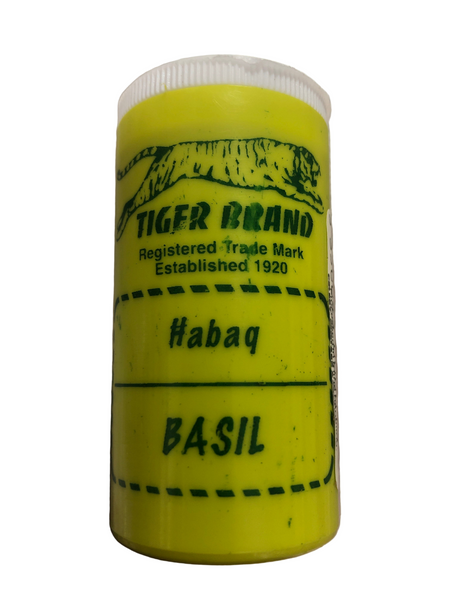 TIGER BRAND
Registered Trade Mark
Established 1920
Habaq
BASIL